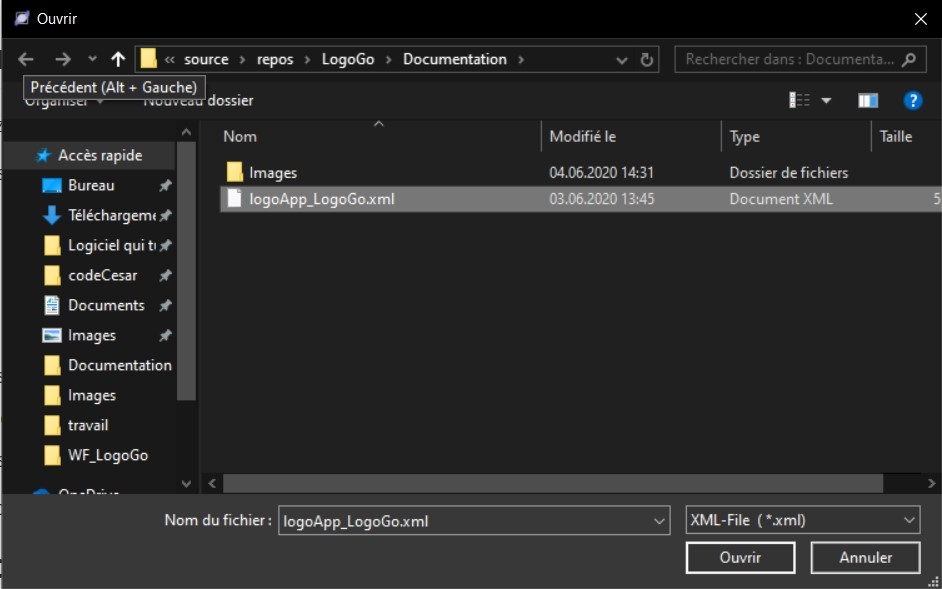 Ouvrir
« source > repos > LogoGo > Documentation >
Rechercher dans : Documenta...
Précédent (Alt + Gauche)
Organiser
Nouveau dossier
Nom
Modifié le
Type
Taille
Accès rapide
Bureau
Téléchargeme
Logiciel qui tu
codeCesar
Documents
Images
Documentation
Images
travail
WF_LogoGo
OneDrive
Images 04.06.2020 14:31 Dossier de fichiers
logoApp_LogoGo.xml 03.06.2020 13:45 Document XML 5
Nom du fichier : logoApp_LogoGo.xml
XML-File ( *.xml)
Ouvrir
Annuler